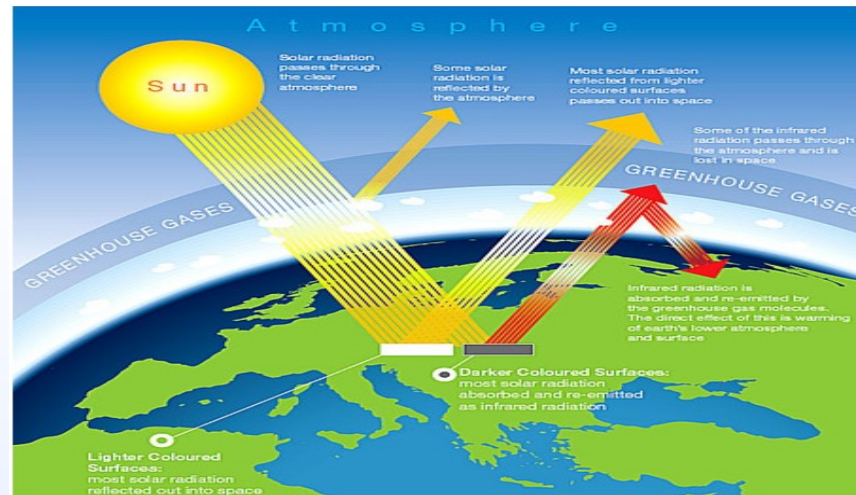 Atmosphere
Sun
Solar radiation
passes through
the clear
atmosphere
Some solar
radiation is
reflected by
the atmosphere
Most solar radiation
reflected from lighter
coloured surfaces
passes out into space
Some of the infrared
radiation passes through
the atmosphere and is
lost in space
GREENHOUSE GASES
GREENHOUSE GASES
Infrared radiation is
absorbed and re-emitted by
the greenhouse gas molecules.
The direct effect of this is warming
of earth's lower atmosphere
and surface
Darker Coloured Surfaces:
most solar radiation
absorbed and re-emitted
as infrared radiation
Lighter Coloured
Surfaces:
most solar radiation
reflected out into space